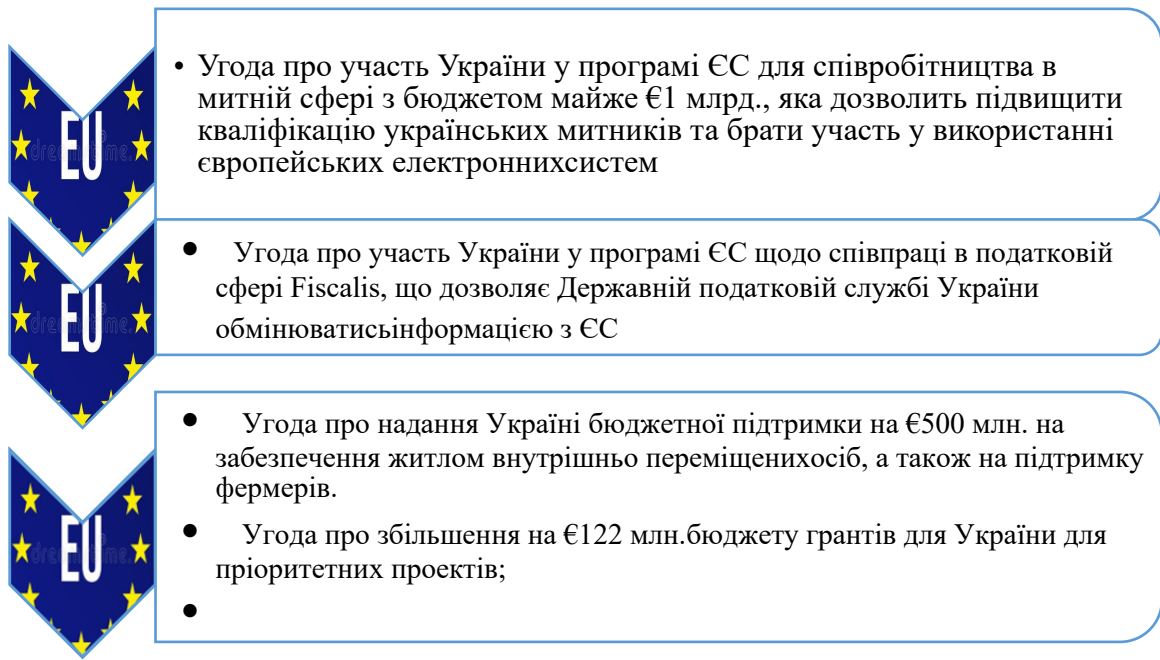 EU
• Угода про участь України у програмі ЄС для співробітництва в
митній сфері з бюджетом майже €1 млрд., яка дозволить підвищити
кваліфікацію українських митників та брати участь у використанні
європейських електроннихсистем
EU
● Угода про участь України у програмі ЄС щодо співпраці в податковій
сфері Fiscalis, що дозволяє Державній податковій службі України
обмінюватисьінформацією з ЄС
EU
● Угода про надання Україні бюджетної підтримки на €500 млн. на
забезпечення житлом внутрішньо переміщенихосіб, а також на підтримку
фермерів.
● Угода про збільшення на €122 млн.бюджету грантів для України для
пріоритетних проектів;
●